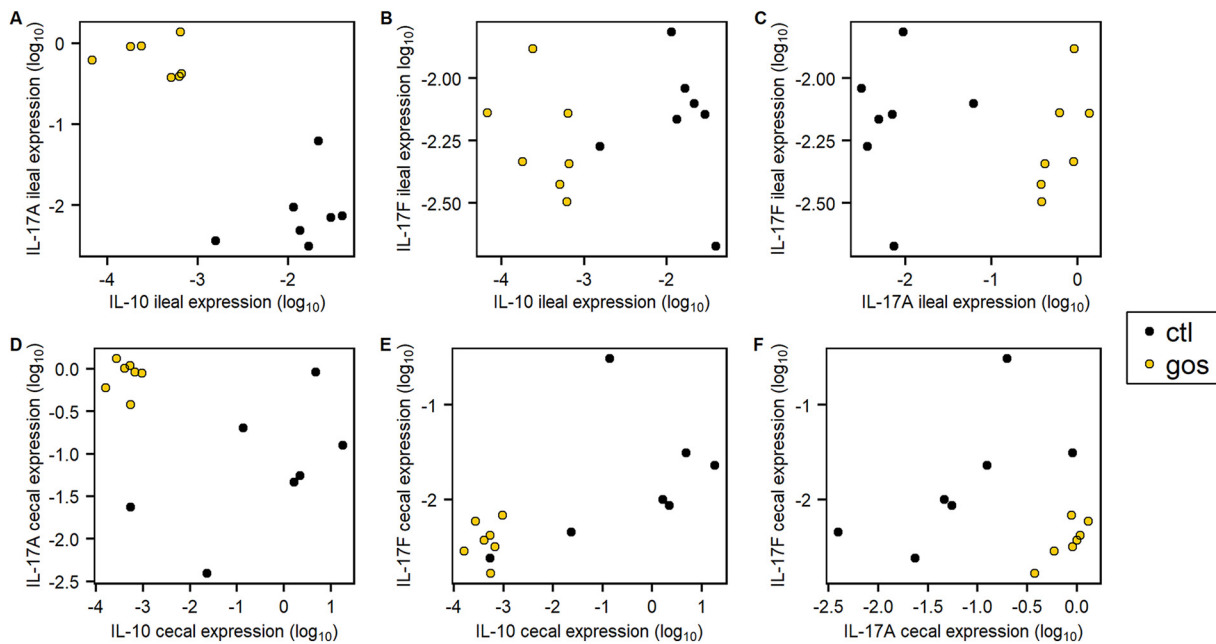 A
IL-17A ileal expression (log10)
0
-1
-2
-4
-3
-2
IL-10 ileal expression (log10)
B
IL-17F ileal expression log10)
-2.00
-2.25
-2.50
-4
-3
-2
IL-10 ileal expression (log10)
C
IL-17F ileal expression (log10)
-2.00
-2.25
-2.50
-2
-1
0
IL-17A ileal expression (log10)
D
IL-17A cecal expression (log10)
0.0
-0.5
-1.0
-1.5
-2.0
-2.5
-4
-3
-2
-1
0
1
IL-10 cecal expression (log10)
E
IL-17F cecal expression (log10)
-1
-2
-4
-3
-2
-1
0
1
IL-10 cecal expression (log10)
F
IL-17F cecal expression (log10)
-1
-2
-2.5
-2.0
-1.5
-1.0
-0.5
0.0
IL-17A cecal expression (log10)
ctl
gos